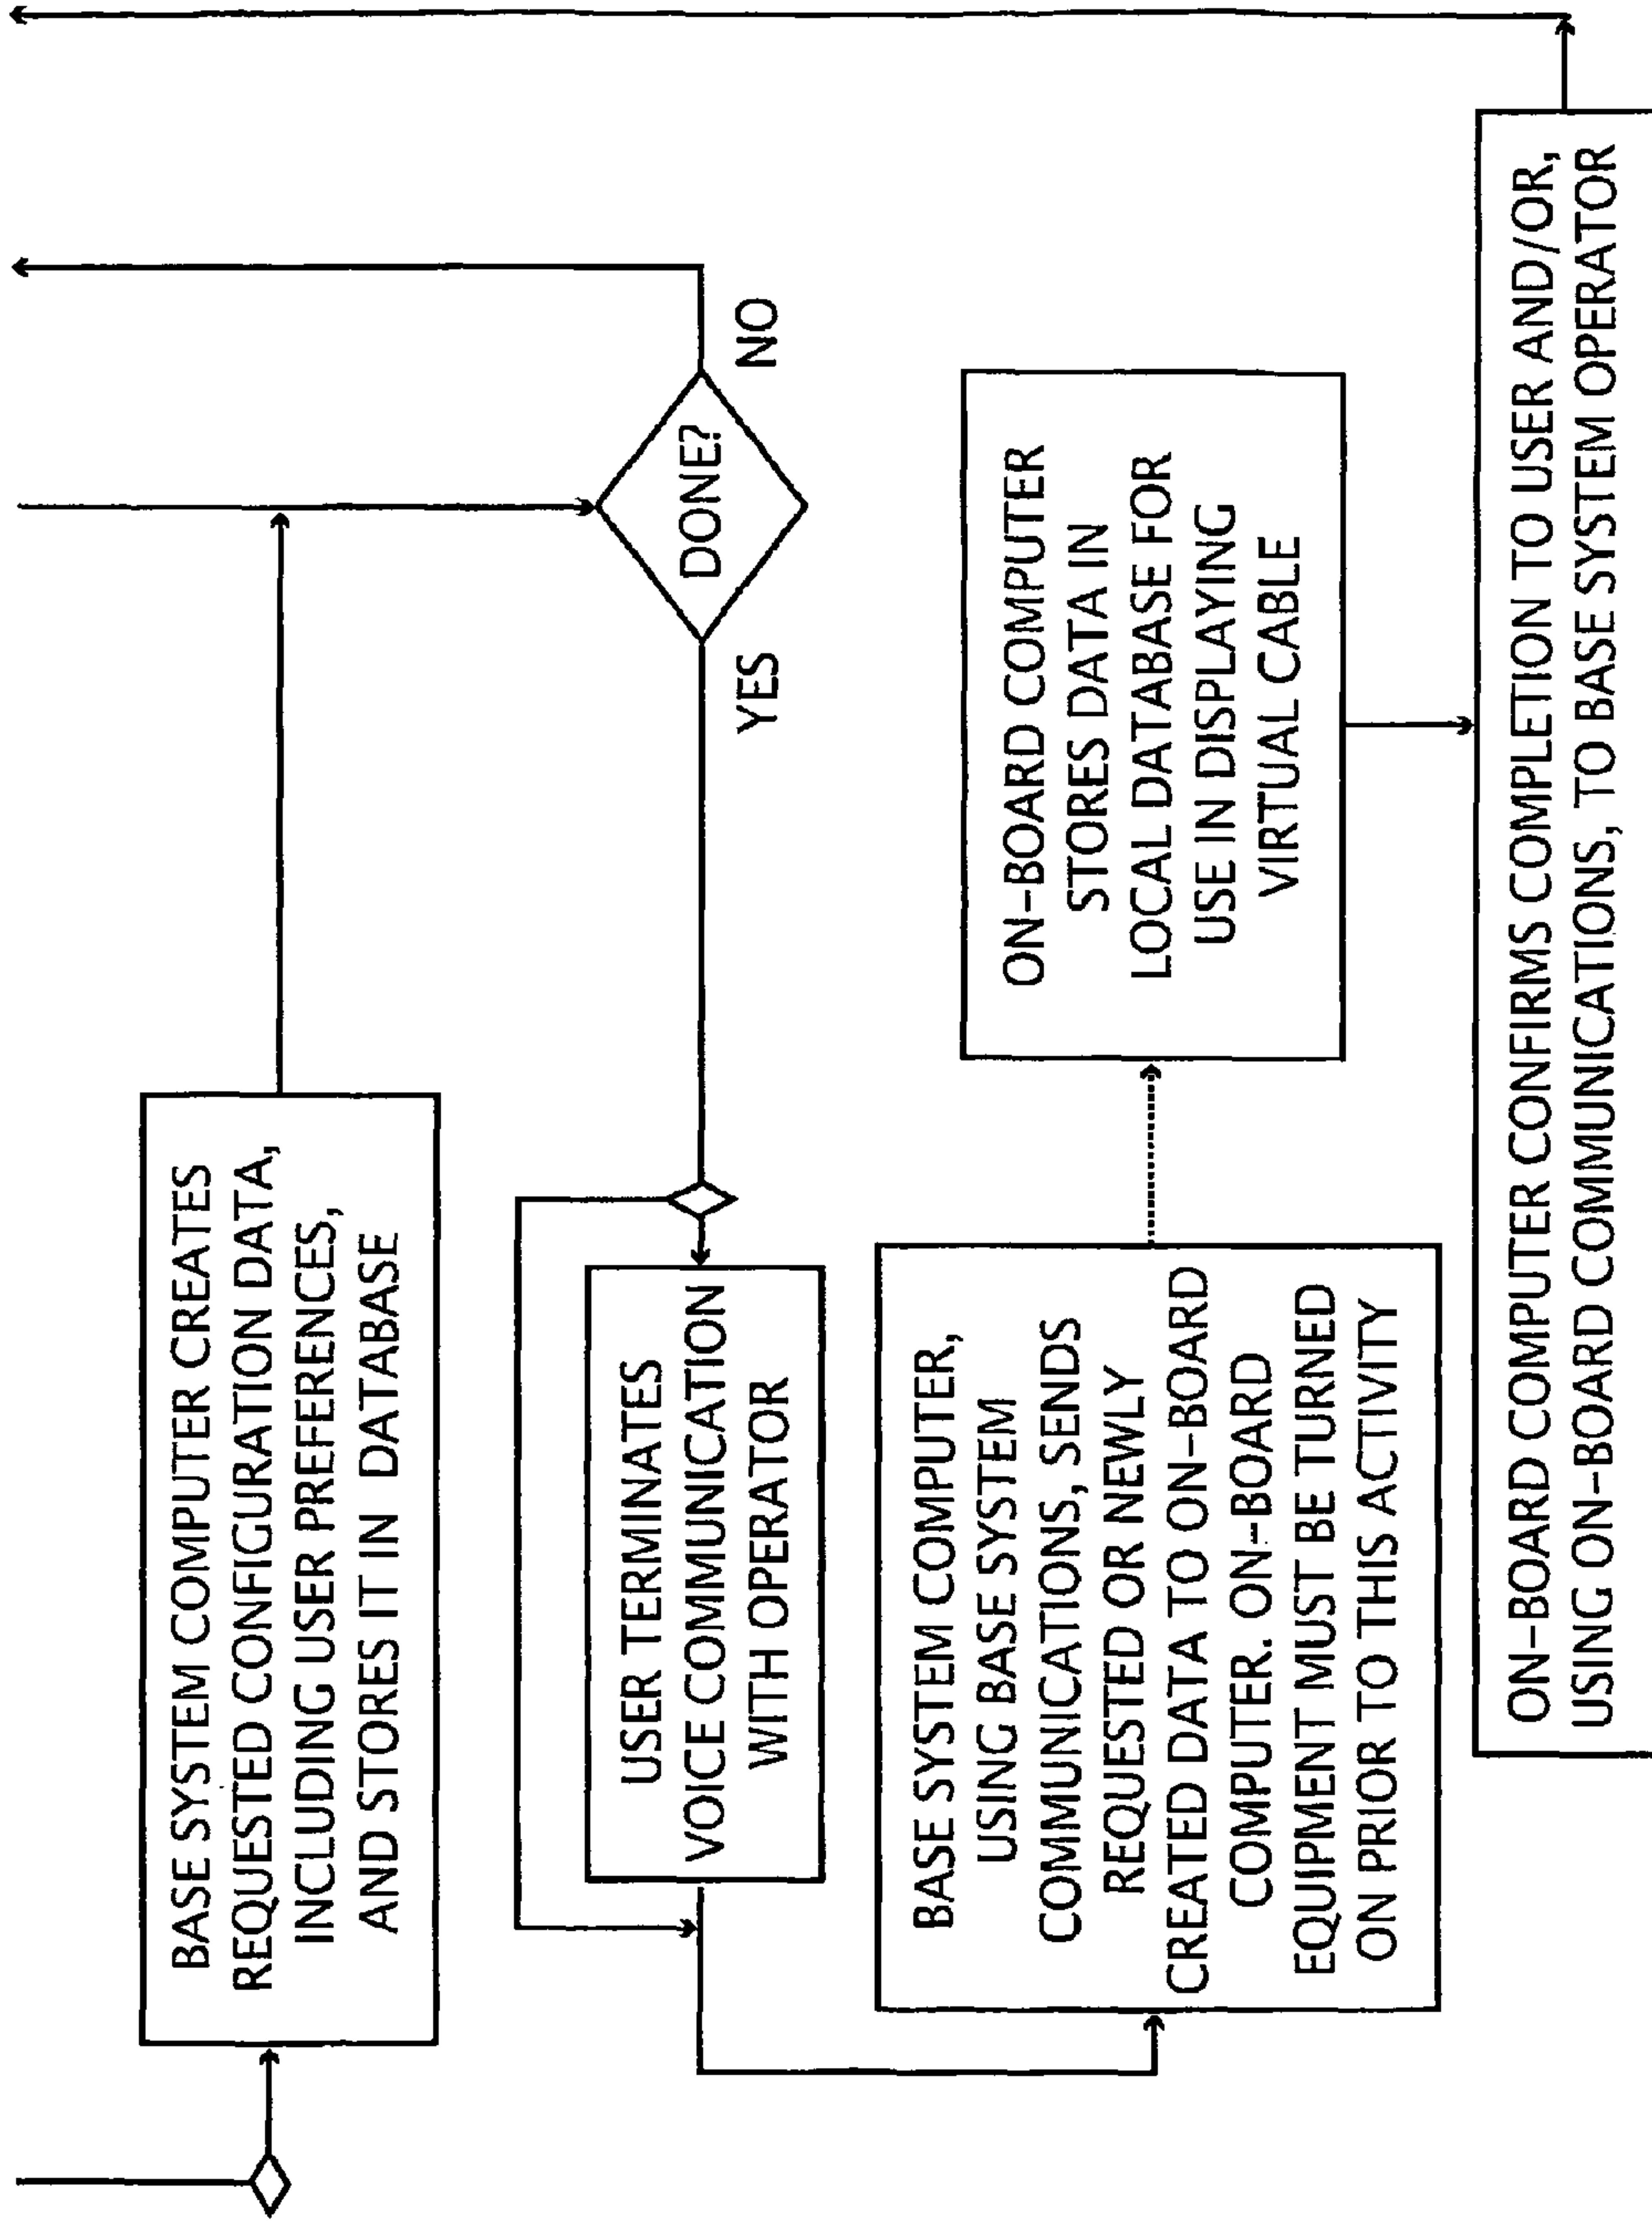 BASE SYSTEM COMPUTER CREATES
REQUESTED CONFIGURATION DATA,
INCLUDING USER PREFERENCES,
AND STORES IT IN DATABASE
DONE?
YES
NO
USER TERMINATES
VOICE COMMUNICATION
WITH OPERATOR
BASE SYSTEM COMPUTER,
USING BASE SYSTEM
COMMUNICATIONS, SENDS
REQUESTED OR NEWLY
CREATED DATA TO ON-BOARD
COMPUTER. ON-BOARD
EQUIPMENT MUST BE TURNED
ON PRIOR TO THIS ACTIVITY
ON-BOARD COMPUTER
STORES DATA IN
LOCAL DATABASE FOR
USE IN DISPLAYING
VIRTUAL CABLE
ON-BOARD COMPUTER CONFIRMS COMPLETION TO USER AND/OR,
USING ON-BOARD COMMUNICATIONS, TO BASE SYSTEM OPERATOR